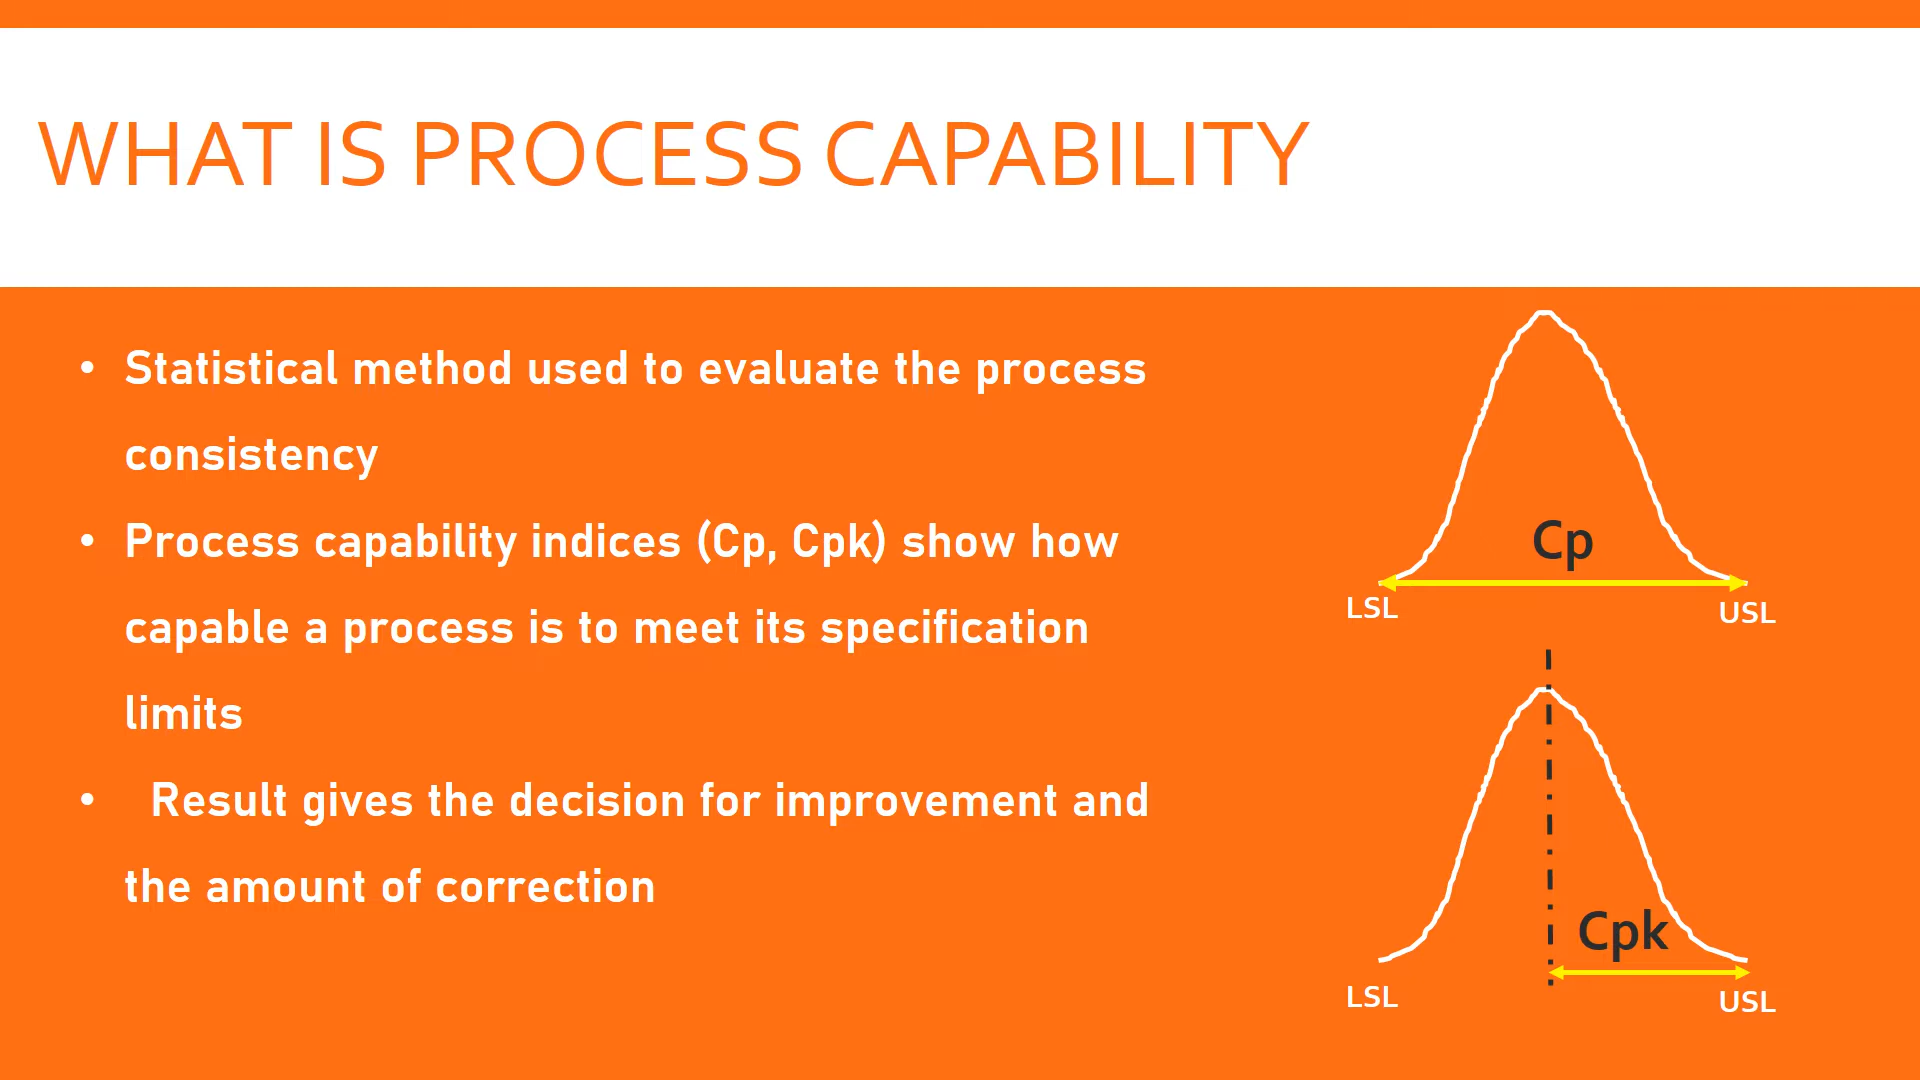 WHAT IS PROCESS CAPABILITY
• Statistical method used to evaluate the process
consistency
• Process capability indices (Cp, Cpk) show how
capable a process is to meet its specification
limits
• Result gives the decision for improvement and
the amount of correction
Cp
LSL
USL
Cpk
LSL
USL